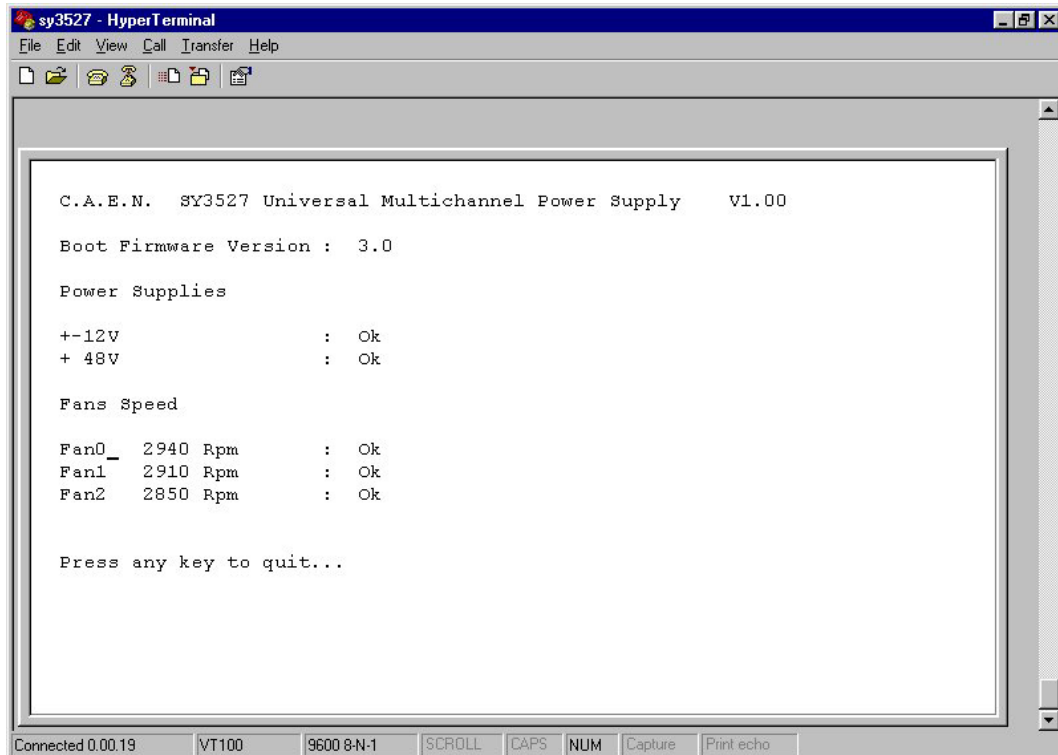 sy3527 - HyperTerminal
File Edit View Call Transfer Help
C.A.E.N. SY3527 Universal Multichannel Power Supply V1.00
Boot Firmware Version : 3.0
Power Supplies
+-12V : Ok
+ 48V : Ok
Fans Speed
Fan0_ 2940 Rpm : Ok
Fan1 2910 Rpm : Ok
Fan2 2850 Rpm : Ok
Press any key to quit...
Connected 0.00.19 VT100 9600 8-N-1 SCROLL CAPS NUM Capture Print echo